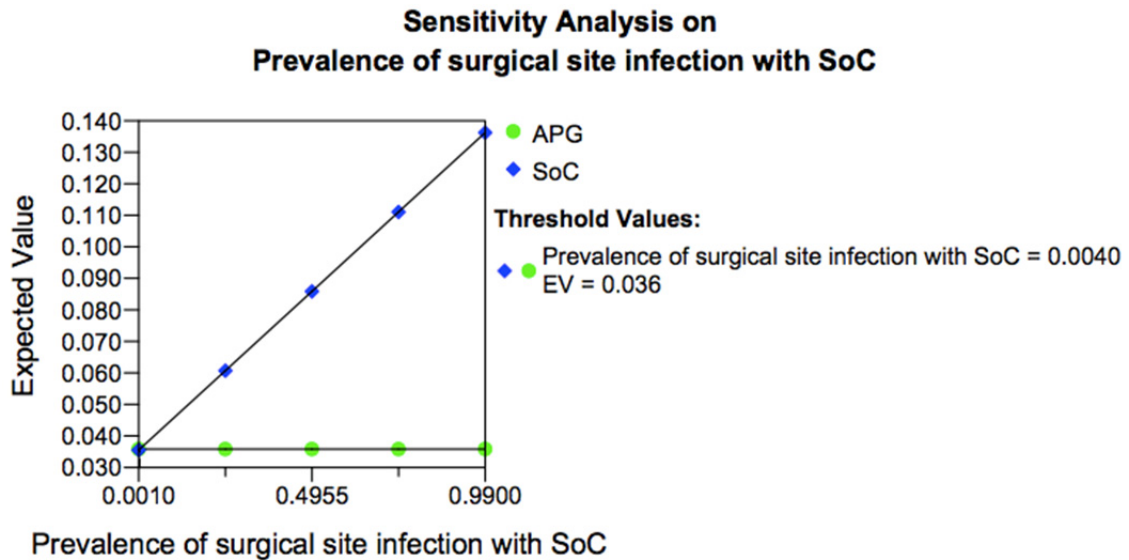 Sensitivity Analysis on
Prevalence of surgical site infection with SoC
Expected Value
0.140
0.130
0.120
0.110
0.100
0.090
0.080
0.070
0.060
0.050
0.040
0.030
0.0010
0.4955
0.9900
Prevalence of surgical site infection with SoC
APG
SoC
Threshold Values:
Prevalence of surgical site infection with SoC = 0.0040
EV = 0.036